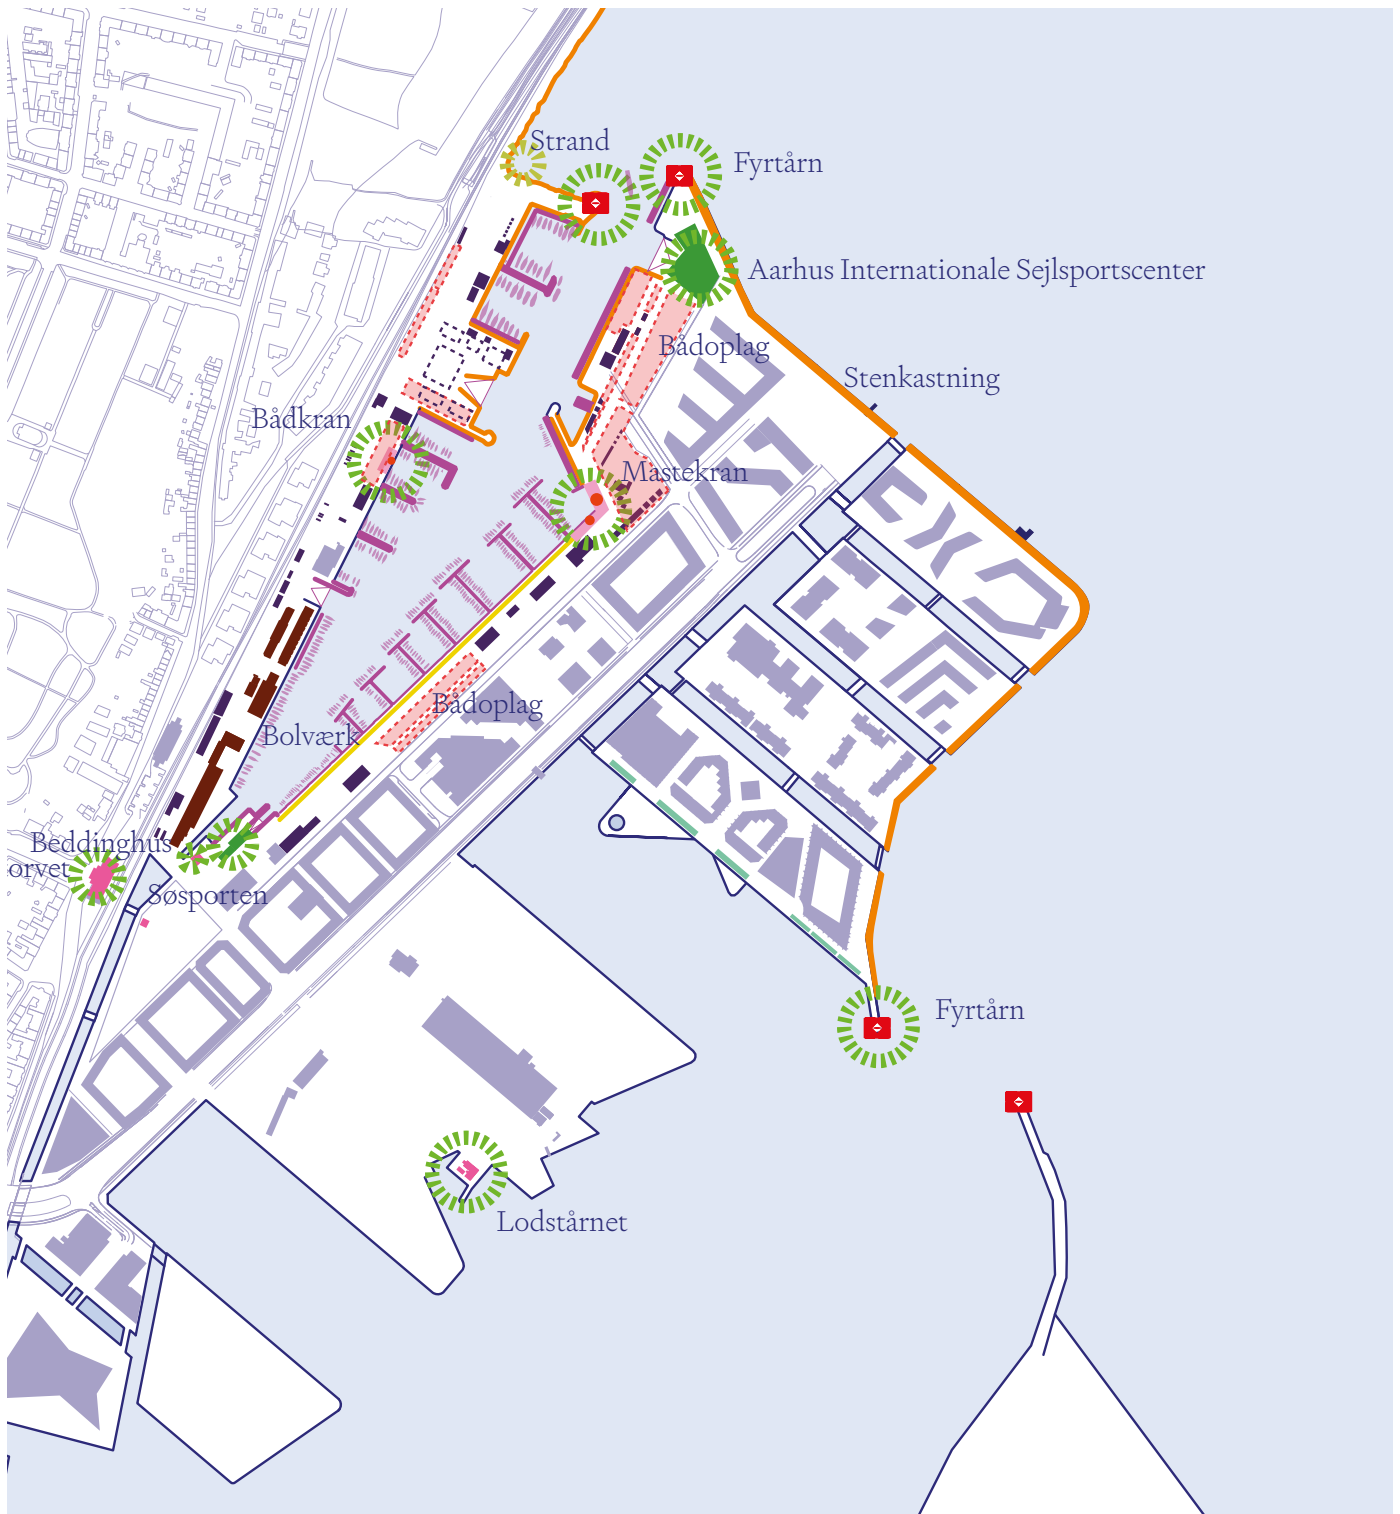 Strand
Fyrtårn
Aarhus Internationale Sejlsportscenter
Bådoplag
Stenkastning
Bådkran
Mastekran
Bådoplag
Bolværk
Beddinghus
orvet
Søsporten
Fyrtårn
Lodstårnet